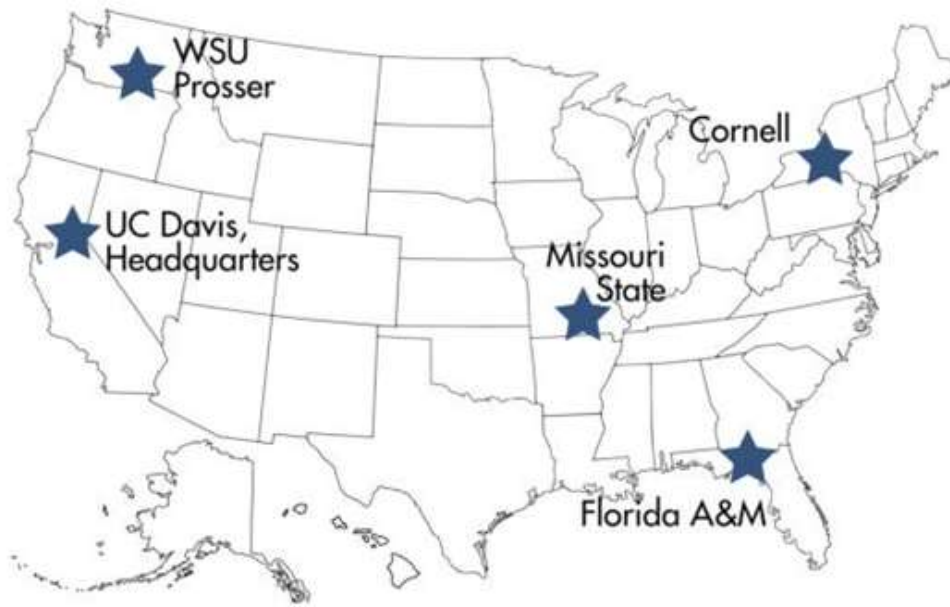 WSU
Prosser
Cornell
UC Davis,
Headquarters
Missouri
State
Florida A&M